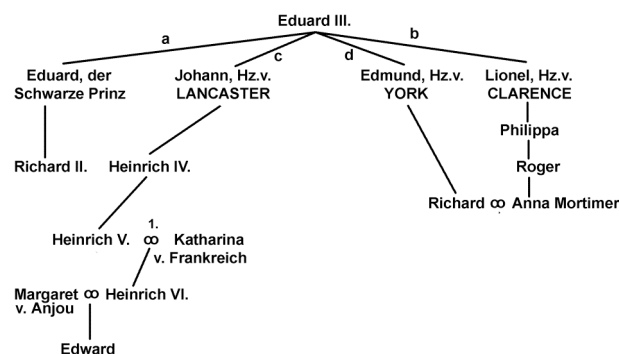 Eduard III.
a
c
d
b
Eduard, der
Schwarze Prinz
Johann, Hz.v.
LANCASTER
Edmund, Hz.v.
YORK
Lionel, Hz.v.
CLARENCE
Philippa
Richard II.
Heinrich IV.
Roger
Richard ꝏ Anna Mortimer
1.
Heinrich V. ꝏ Katharina
v. Frankreich
Margaret ꝏ Heinrich VI.
v. Anjou
Edward